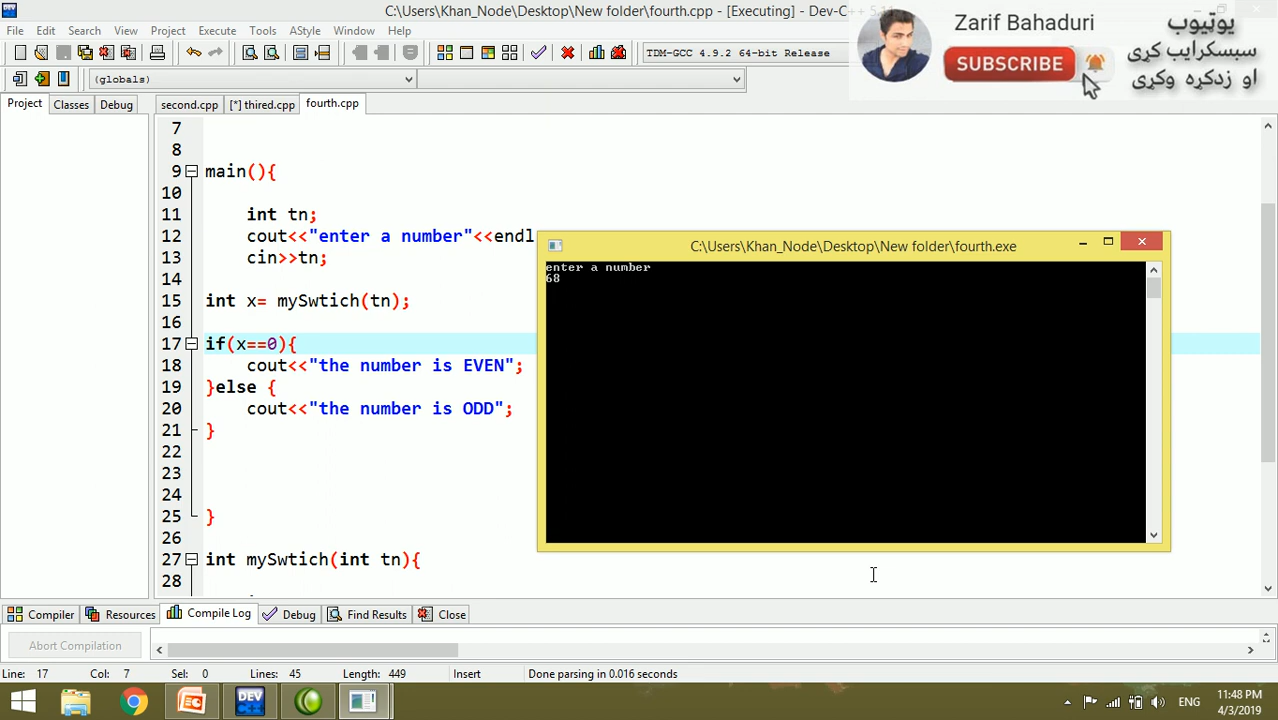 C:\Users\Khan_Node\Desktop\New folder\fourth.cpp - [Executing] - Dev-C++ 5.11
File Edit Search View Project Execute Tools AStyle Window Help
TDM-GCC 4.9.2 64-bit Release
(globals)
Zarif Bahaduri
SUBSCRIBE
یوټیوب
سبسکرایب کړی
او زدکړه وکړی
Project Classes Debug
second.cpp [*] thired.cpp fourth.cpp
7
8
9 main(){
10
11 int tn;
12 cout<<"enter a number"<<endl
13 cin>>tn;
14
15 int x= mySwtich(tn);
16
17 if(x==0){
18 cout<<"the number is EVEN";
19 }else {
20 cout<<"the number is ODD";
21 }
22
23
24
25 }
26
27 int mySwtich(int tn){
28
C:\Users\Khan_Node\Desktop\New folder\fourth.exe
enter a number
68
Compiler Resources Compile Log Debug Find Results Close
Abort Compilation
Line: 17 Col: 7 Sel: 0 Lines: 45 Length: 449 Insert Done parsing in 0.016 seconds
DEV C++
ENG
11:48 PM
4/3/2019